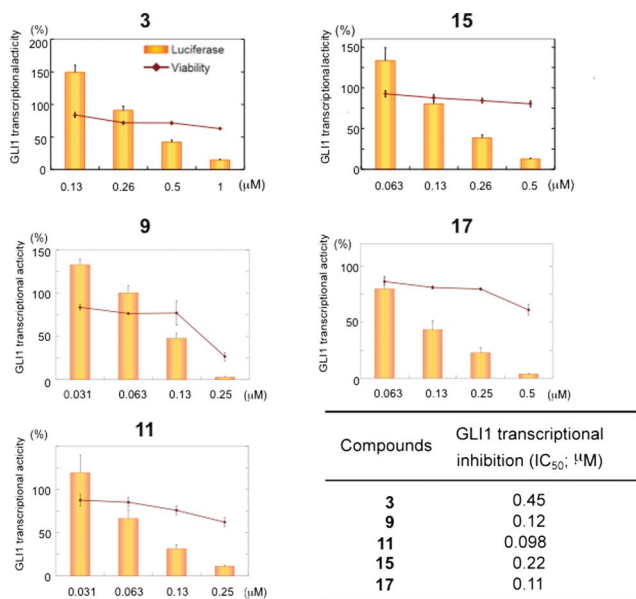 3
(%)
200
150
100
50
0
GLI1 transcriptionalacticity
Luciferase
Viability
0.13 0.26 0.5 1 (μM)
15
(%)
150
100
50
0
GLI1 transcriptionalacticity
0.063 0.13 0.26 0.5 (μM)
9
(%)
150
100
50
0
GLI1 transcriptional acticity
0.031 0.063 0.13 0.25 (μM)
17
(%)
100
50
0
GLI1 transcriptional acticity
0.063 0.13 0.25 0.5 (μM)
11
(%)
100
50
0
GLI1 transcriptional acticity
0.031 0.063 0.13 0.25 (μM)
Compounds
GLI1 transcriptional
inhibition (IC50; μM)
3 0.45
9 0.12
11 0.098
15 0.22
17 0.11